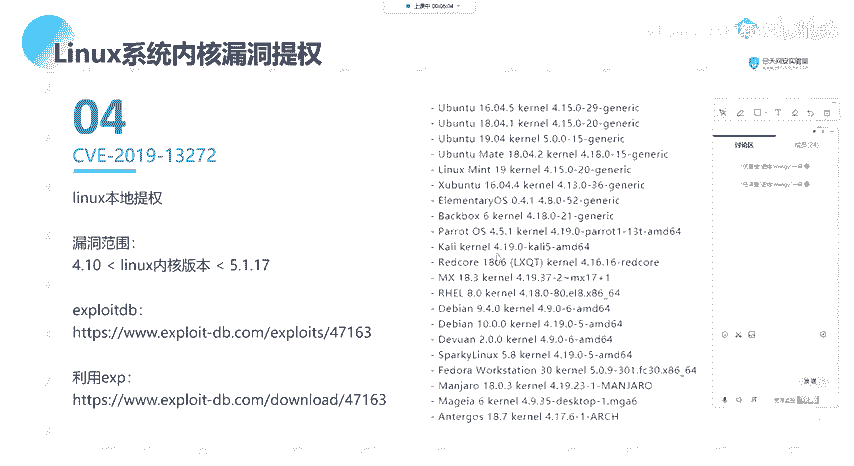 上课中 00:06:04
Linux系统内核漏洞提权
04
CVE-2019-13272
linux本地提权
漏洞范围：
4.10 < linux内核版本 < 5.1.17
exploitdb：
https://www.exploit-db.com/exploits/47163
利用exp：
https://www.exploit-db.com/download/47163
- Ubuntu 16.04.5 kernel 4.15.0-29-generic
- Ubuntu 18.04.1 kernel 4.15.0-20-generic
- Ubuntu 19.04 kernel 5.0.0-15-generic
- Ubuntu Mate 18.04.2 kernel 4.18.0-15-generic
- Linux Mint 19 kernel 4.15.0-20-generic
- Xubuntu 16.04.4 kernel 4.13.0-36-generic
- ElementaryOS 0.4.1 4.8.0-52-generic
- Backbox 6 kernel 4.18.0-21-generic
- Parrot OS 4.5.1 kernel 4.19.0-parrot1-13t-amd64
- Kali kernel 4.19.0-kali5-amd64
- Redcore 1806 (LXQT) kernel 4.16.16-redcore
- MX 18.3 kernel 4.19.37-2~mx17+1
- RHEL 8.0 kernel 4.18.0-80.el8.x86_64
- Debian 9.4.0 kernel 4.9.0-6-amd64
- Debian 10.0.0 kernel 4.19.0-5-amd64
- Devuan 2.0.0 kernel 4.9.0-6-amd64
- SparkyLinux 5.8 kernel 4.19.0-5-amd64
- Fedora Workstation 30 kernel 5.0.9-301.fc30.x86_64
- Manjaro 18.0.3 kernel 4.19.23-1-MANJARO
- Mageia 6 kernel 4.9.35-desktop-1.mga6
- Antergos 18.7 kernel 4.17.6-1-ARCH
合天网安实验室
讨论区